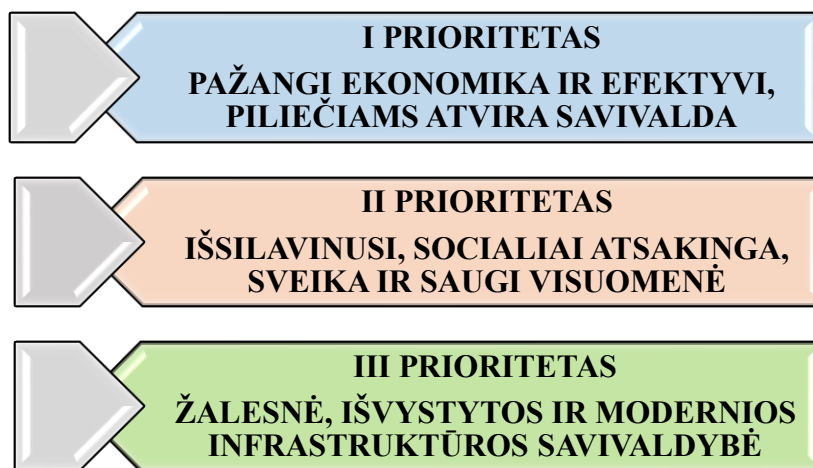 I PRIORITETAS
PAŽANGI EKONOMIKA IR EFEKTYVI,
PILIEČIAMS ATVIRA SAVIVALDA
II PRIORITETAS
IŠSILAVINUSI, SOCIALIAI ATSAKINGA,
SVEIKA IR SAUGI VISUOMENĖ
III PRIORITETAS
ŽALESNĖ, IŠVYSTYTOS IR MODERNIOS
INFRASTRUKTŪROS SAVIVALDYBĖ